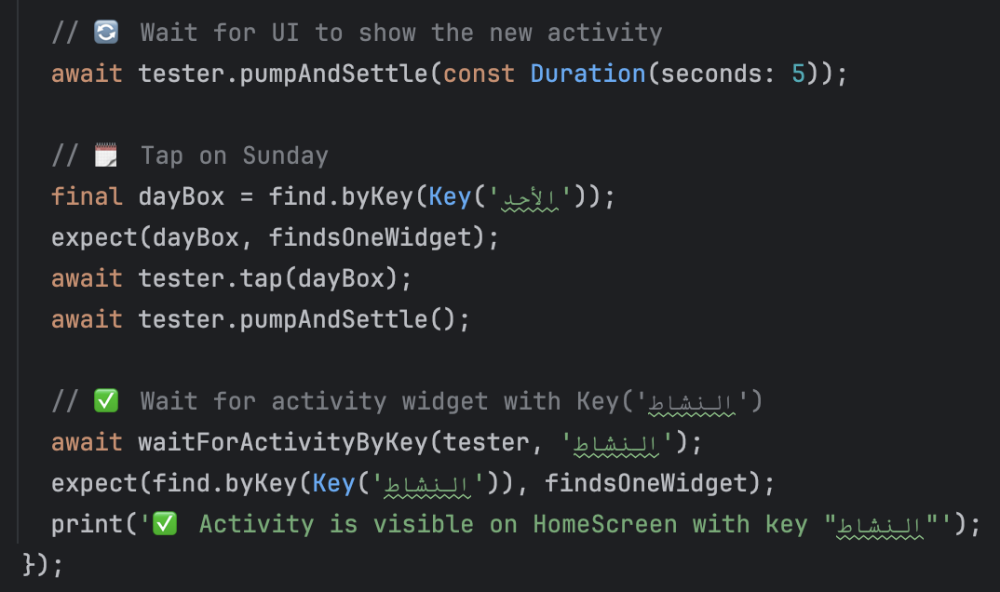 // 🔄 Wait for UI to show the new activity
await tester.pumpAndSettle(const Duration(seconds: 5));
// 🗓️ Tap on Sunday
final dayBox = find.byKey(Key('الأحد'));
expect(dayBox, findsOneWidget);
await tester.tap(dayBox);
await tester.pumpAndSettle();
// ✅ Wait for activity widget with Key('النشاط')
await waitForActivityByKey(tester, 'النشاط');
expect(find.byKey(Key('النشاط')), findsOneWidget);
print('✅ Activity is visible on HomeScreen with key "النشاط"');
});